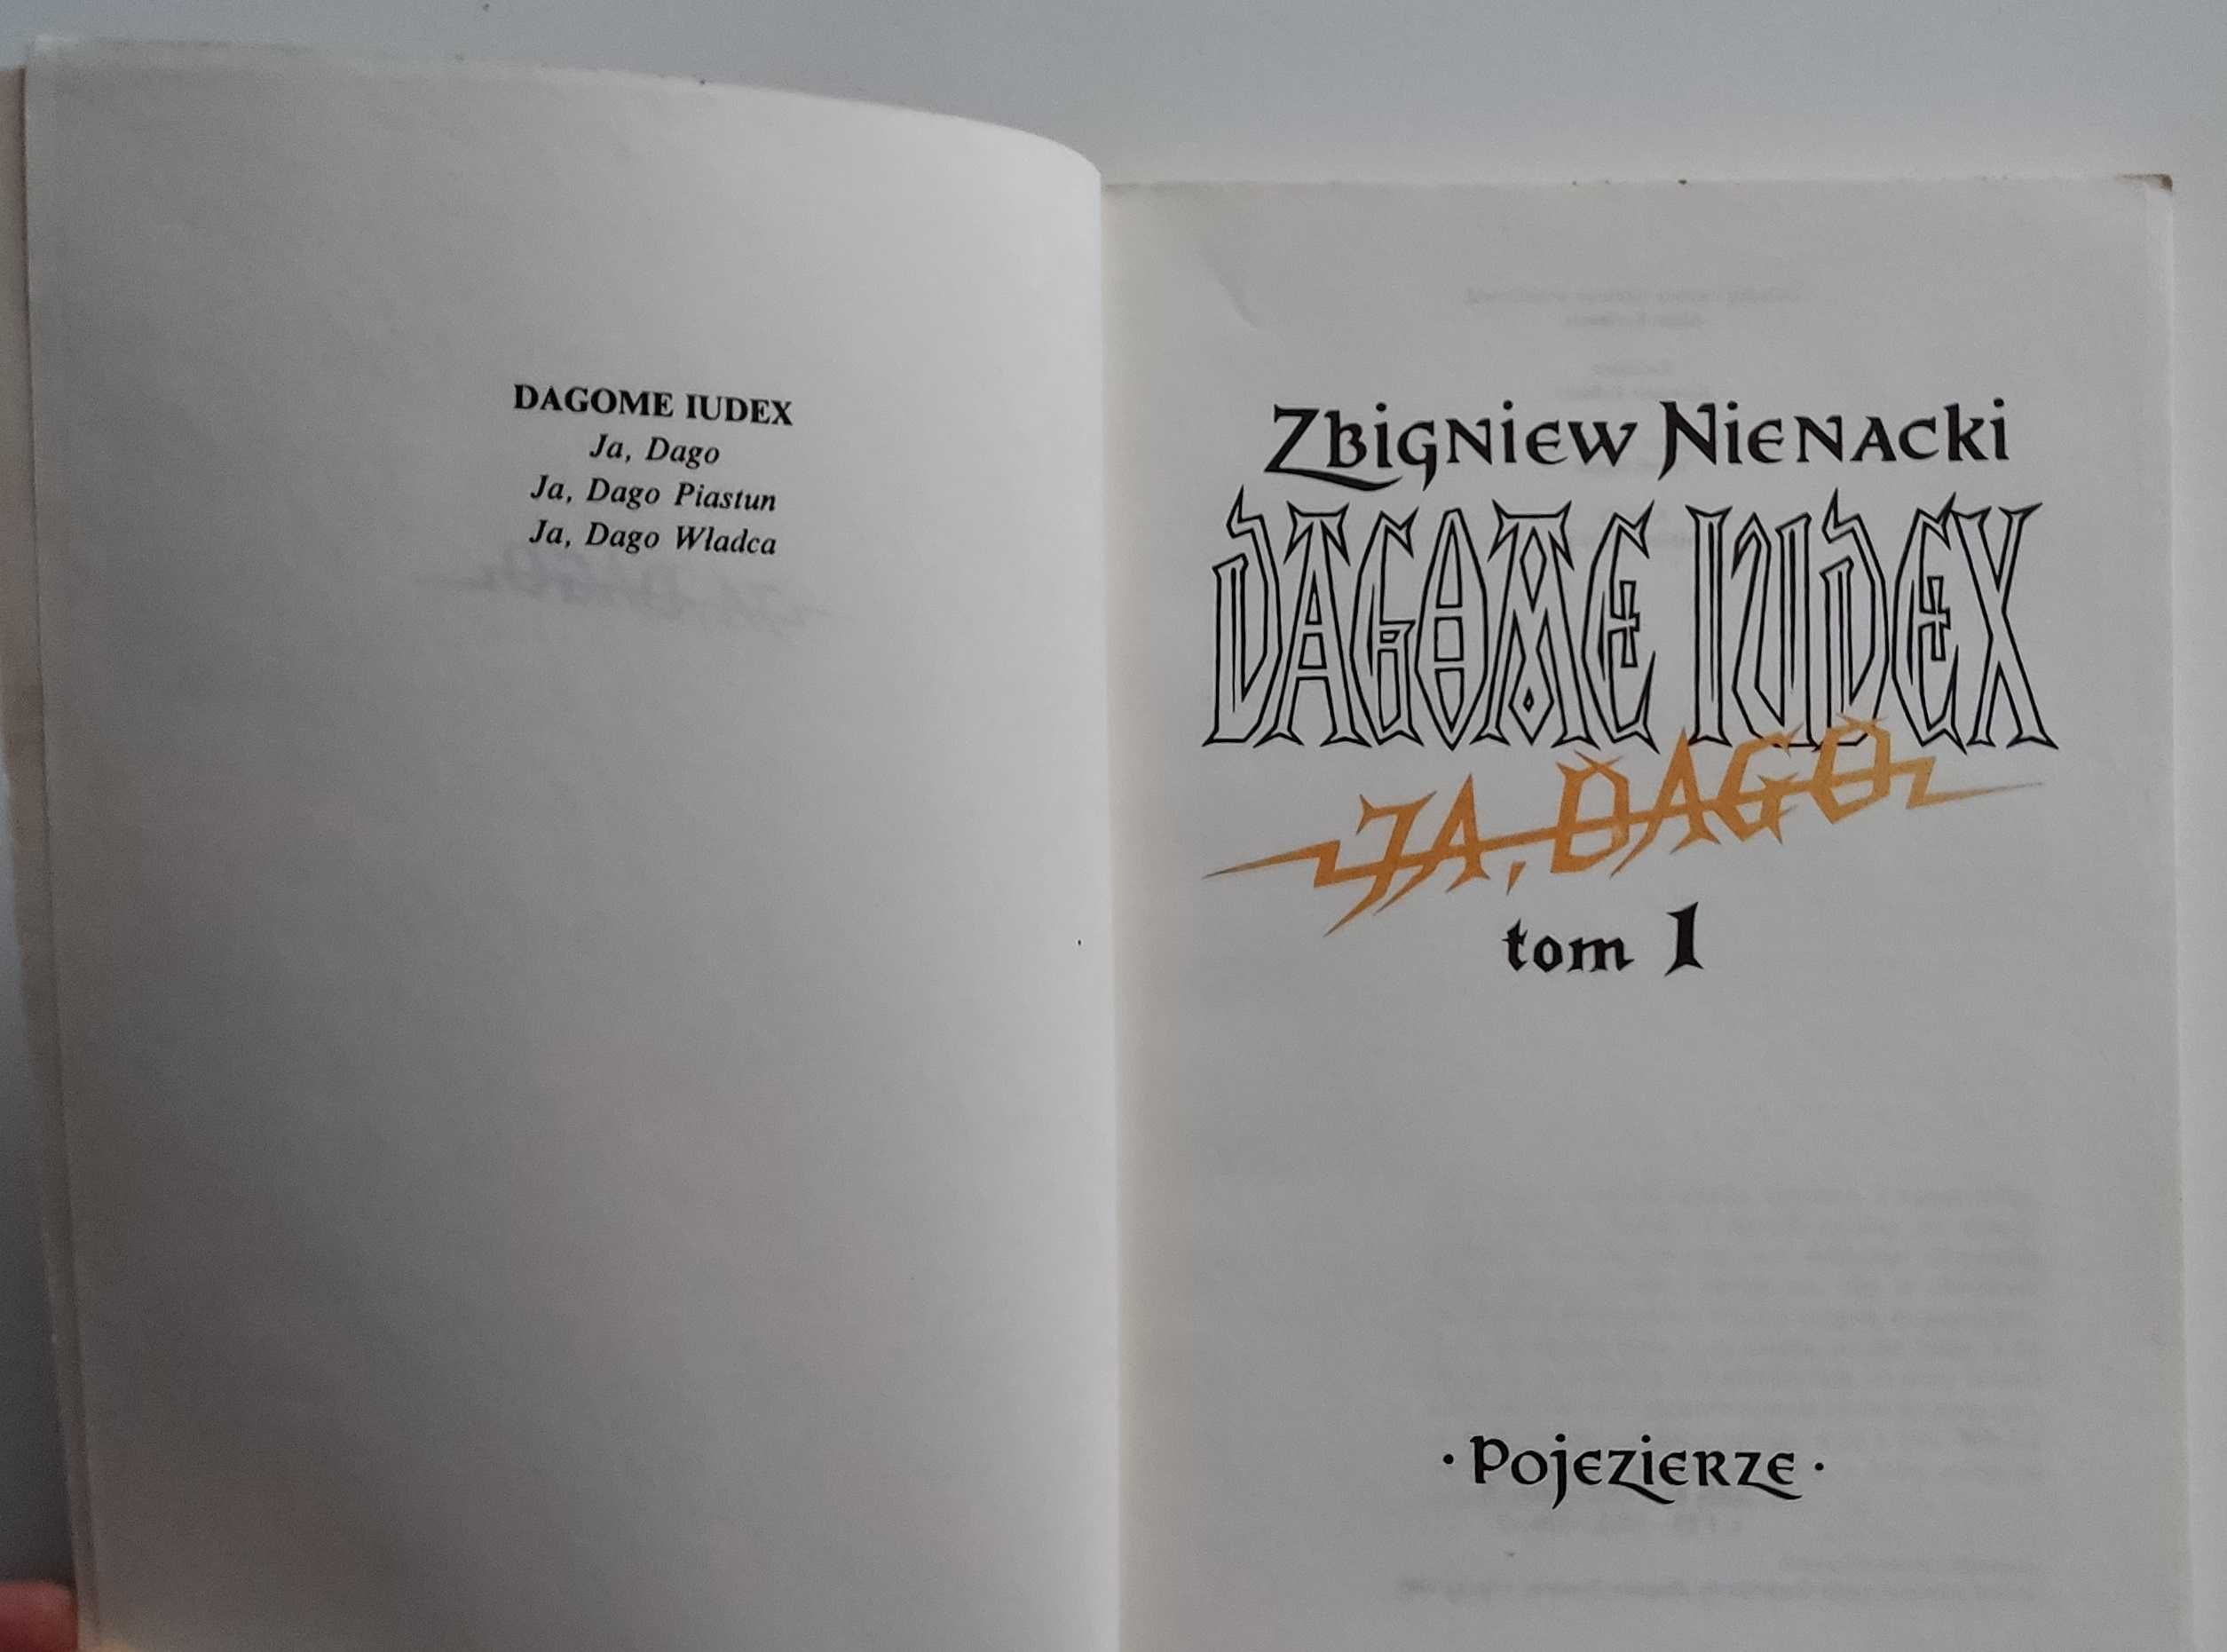 DAGOME IUDEX
Ja, Dago
Ja, Dago Piastun
Ja, Dago Władca
Zbigniew Nienacki
DAGOME IUDEX
JA, DAGO
tom 1
• Pojezierze •